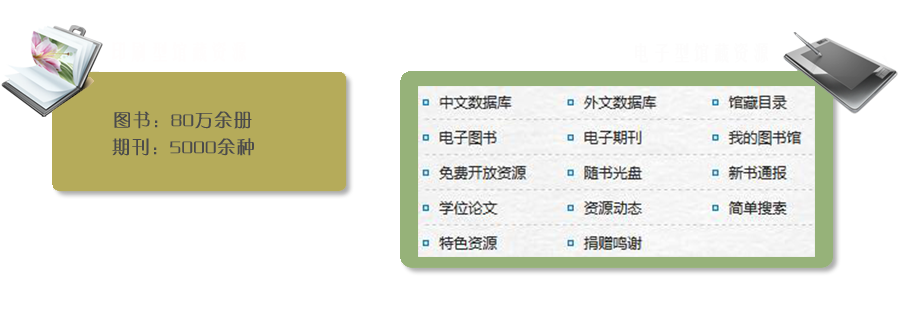 图书：80万余册
期刊：5000余种
中文数据库 外文数据库 馆藏目录
电子图书 电子期刊 我的图书馆
免费开放资源 随书光盘 新书通报
学位论文 资源动态 简单搜索
特色资源 捐赠鸣谢